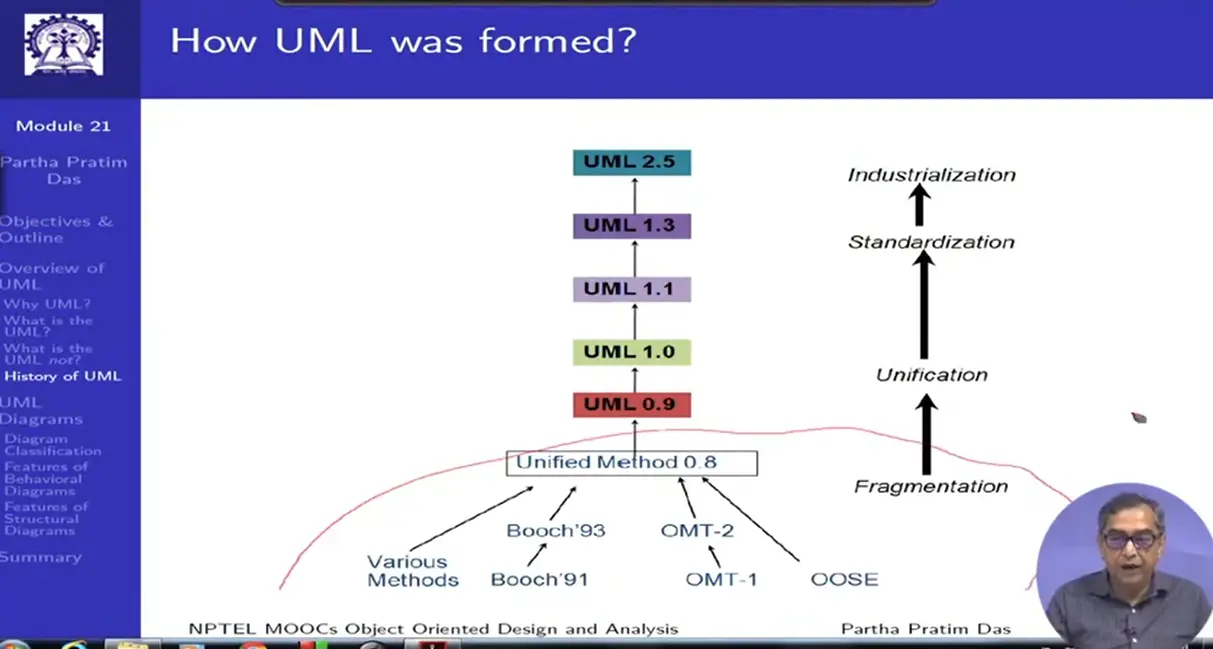 How UML was formed?
Module 21
Partha Pratim
Das
Objectives &
Outline
Overview of
UML
Why UML?
What is the
UML?
What is the
UML not?
History of UML
UML
Diagrams
Diagram
Classification
Features of
Behavioral
Diagrams
Features of
Structural
Diagrams
Summary
UML 2.5
UML 1.3
UML 1.1
UML 1.0
UML 0.9
Unified Method 0.8
Booch'93
OMT-2
Various
Methods
Booch'91
OMT-1
OOSE
Industrialization
Standardization
Unification
Fragmentation
NPTEL MOOCs Object Oriented Design and Analysis
Partha Pratim Das